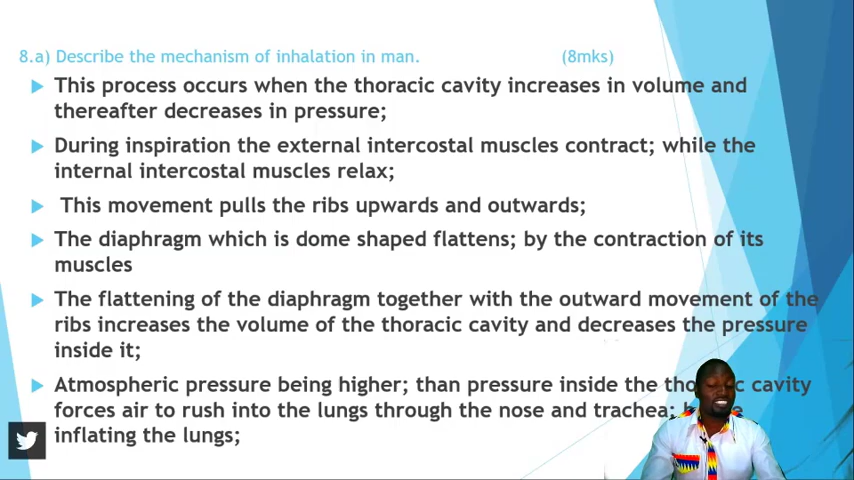 8.a) Describe the mechanism of inhalation in man. (8mks)
This process occurs when the thoracic cavity increases in volume and
thereafter decreases in pressure;
During inspiration the external intercostal muscles contract; while the
internal intercostal muscles relax;
This movement pulls the ribs upwards and outwards;
The diaphragm which is dome shaped flattens; by the contraction of its
muscles
The flattening of the diaphragm together with the outward movement of the
ribs increases the volume of the thoracic cavity and decreases the pressure
inside it;
Atmospheric pressure being higher; than pressure inside the cavity
forces air to rush into the lungs through the nose and trachea;
inflating the lungs;